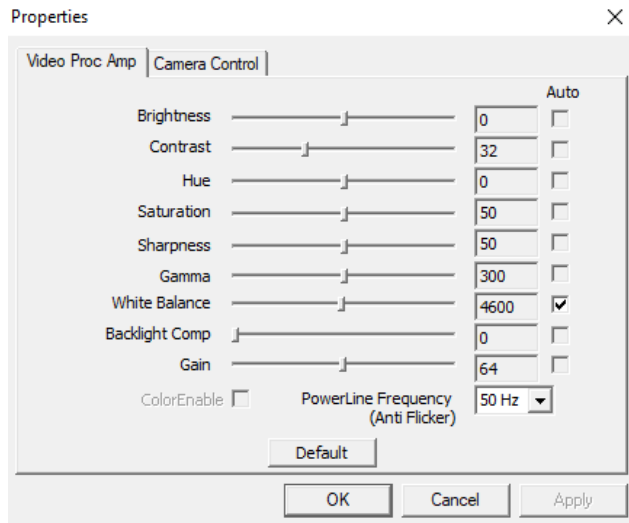 Properties
Video Proc Amp Camera Control
Auto
Brightness 0
Contrast 32
Hue 0
Saturation 50
Sharpness 50
Gamma 300
White Balance 4600
Backlight Comp 0
Gain 64
ColorEnable PowerLine Frequency 50 Hz
(Anti Flicker)
Default
OK Cancel Apply